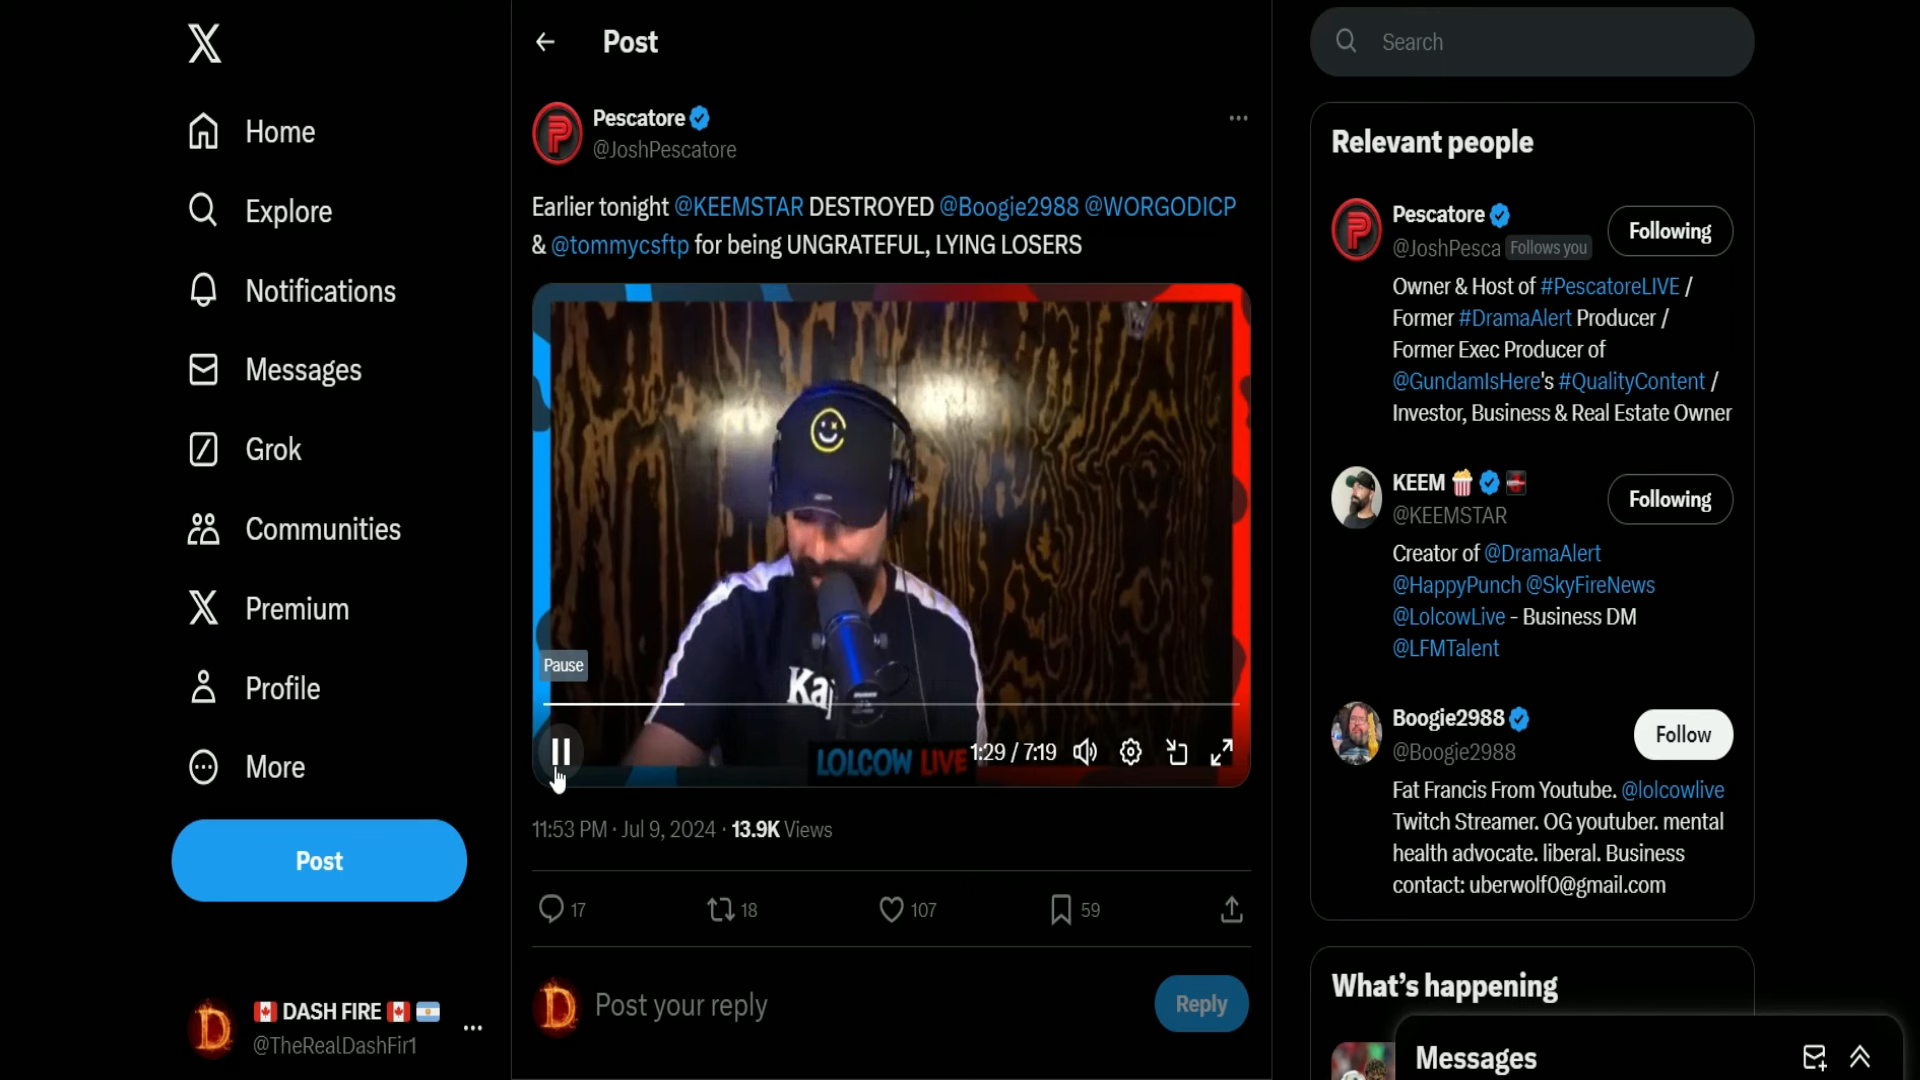 Home
Explore
Notifications
Messages
Grok
Communities
Premium
Profile
More
Post
DASH FIRE
@TheRealDashFir1
Post
Pescatore
@JoshPescatore
Earlier tonight @KEEMSTAR DESTROYED @Boogie2988 @WORGODICP
& @tommycsftp for being UNGRATEFUL, LYING LOSERS
Pause
LOLCOW LIVE
1:29 / 7:19
11:53 PM · Jul 9, 2024 · 13.9K Views
17
18
107
59
Post your reply
Reply
Search
Relevant people
Pescatore
@JoshPesca Follows you
Following
Owner & Host of #PescatoreLIVE /
Former #DramaAlert Producer /
Former Exec Producer of
@GundamIsHere's #QualityContent /
Investor, Business & Real Estate Owner
KEEM
@KEEMSTAR
Following
Creator of @DramaAlert
@HappyPunch @SkyFireNews
@LolcowLive - Business DM
@LFMTalent
Boogie2988
@Boogie2988
Follow
Fat Francis From Youtube. @lolcowlive
Twitch Streamer. OG youtuber. mental
health advocate. liberal. Business
contact: uberwolf0@gmail.com
What's happening
Messages